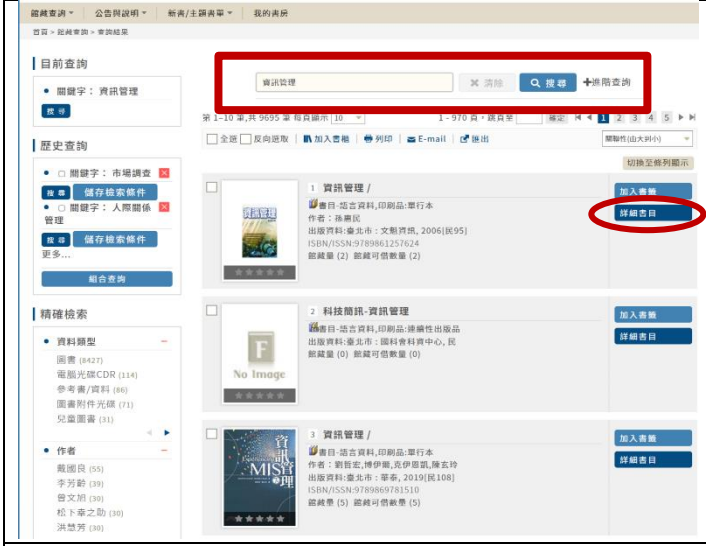 館藏查詢 公告與說明 新書/主題書單 我的書房
首頁 > 館藏查詢 > 查詢結果
目前查詢
關鍵字： 資訊管理
搜尋
歷史查詢
關鍵字： 市場調查
搜尋 儲存檢索條件
關鍵字： 人際關係
管理
搜尋 儲存檢索條件
更多...
組合查詢
精確檢索
資料類型
圖書 (8427)
電腦光碟CDR (114)
參考書/資料 (86)
圖書附件光碟 (71)
兒童圖書 (31)
作者
戴國良 (55)
李芳齡 (39)
曾文旭 (30)
松下幸之助 (30)
洪慧芳 (30)
資訊管理 清除 搜尋 進階查詢
第 1-10 筆,共 9695 筆 每頁顯示 10 1 - 970 頁，跳頁至 確定 1 2 3 4 5
全選 反向選取 加入書櫃 列印 E-mail 匯出 關聯性(由大到小)
切換至條列顯示
1 資訊管理 /
書目-語言資料,印刷品:單行本
作者：孫惠民
出版資料:臺北市 : 文魁資訊, 2006[民95]
ISBN/ISSN:9789861257624
館藏量 (2) 館藏可借數量 (2)
加入書籤
詳細書目
資訊管理
2 科技簡訊-資訊管理
書目-語言資料,印刷品:連續性出版品
出版資料:臺北市 : 國科會科資中心, 民
館藏量 (0) 館藏可借數量 (0)
加入書籤
詳細書目
F
No Image
3 資訊管理 /
書目-語言資料,印刷品:單行本
作者：劉哲宏,博伊爾,克伊恩凱,陳玄玲
出版資料:臺北市 : 華泰, 2019[民108]
ISBN/ISSN:9789869781510
館藏量 (5) 館藏可借數量 (5)
加入書籤
詳細書目
資訊管理
MIS